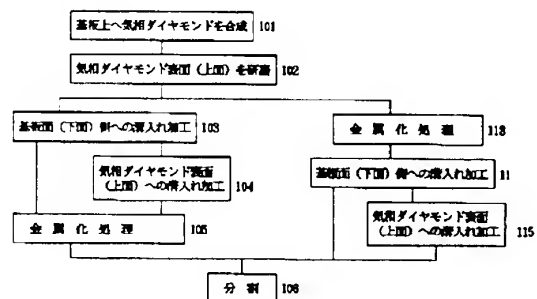 基板上へ気相ダイヤモンドを合成 101
気相ダイヤモンド表面(上面)を研磨 102
基板面(下面)側への溝入れ加工 103
金属化処理 113
気相ダイヤモンド表面
(上面)への溝入れ加工 104
基板面(下面)側への溝入れ加工 11
金属化処理 105
気相ダイヤモンド表面
(上面)への溝入れ加工 115
分割 106